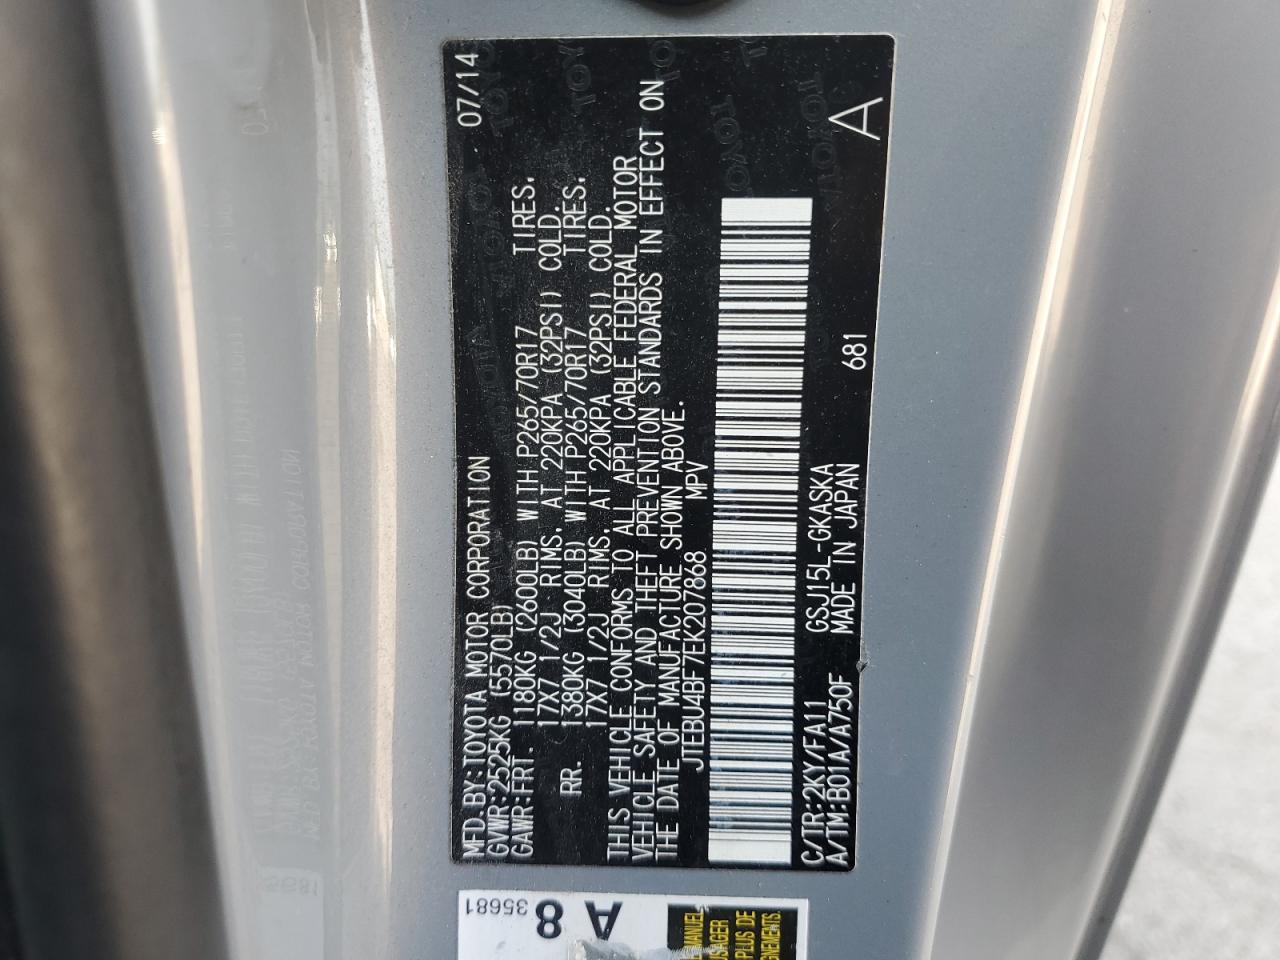 MFD.BY:TOYOTA MOTOR CORPORATION 07/14
GVWR:2525KG (5570LB)
GAWR:FRT. 1180KG (2600LB) WITH P265/70R17 TIRES.
17X7 1/2J RIMS. AT 220KPA (32PSI) COLD.
RR. 1380KG (3040LB) WITH P265/70R17 TIRES.
17X7 1/2J RIMS. AT 220KPA (32PSI) COLD.
THIS VEHICLE CONFORMS TO ALL APPLICABLE FEDERAL MOTOR
VEHICLE SAFETY AND THEFT PREVENTION STANDARDS IN EFFECT ON
THE DATE OF MANUFACTURE SHOWN ABOVE.
JTEBU4BF7EK207868 MPV
C/TR:2KY/FA11 GSJ15L-GKASKA 681 A
A/TM:B01A/A750F MADE IN JAPAN
35681
A 8
MANUEL
PLUS DE